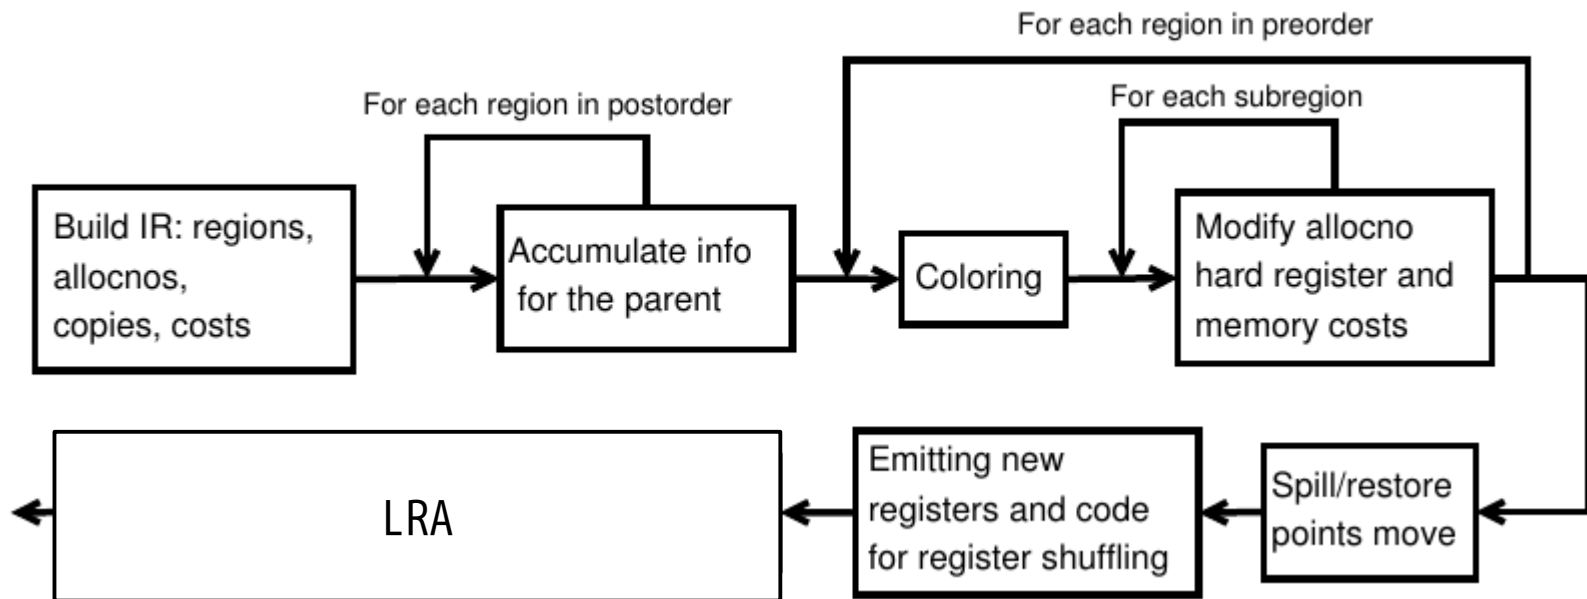 For each region in preorder
For each region in postorder
For each subregion
Build IR: regions,
allocnos,
copies, costs
Accumulate info
for the parent
Coloring
Modify allocno
hard register and
memory costs
LRA
Emitting new
registers and code
for register shuffling
Spill/restore
points move